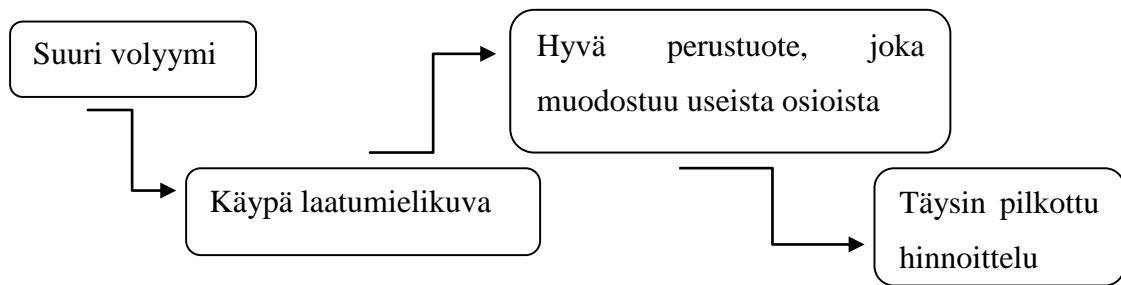 Suuri volyymi
Käypä laatumielikuva
Hyvä perustuote, joka
muodostuu useista osioista
Täysin pilkottu
hinnoittelu